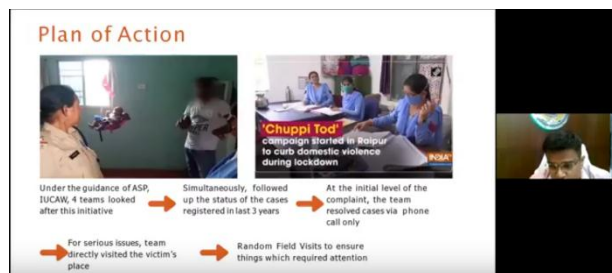 Plan of Action
'Chuppi Tod'
campaign started in Raipur
to curb domestic violence
during lockdown
INDIA
Under the guidance of ASP,
IUCAW, 4 teams looked
after this initiative
Simultaneously, followed
up the status of the cases
registered in last 3 years
At the initial level of the
complaint, the team
resolved cases via phone
call only
For serious issues, team
directly visited the victim's
place
Random Field Visits to ensure
things which required attention